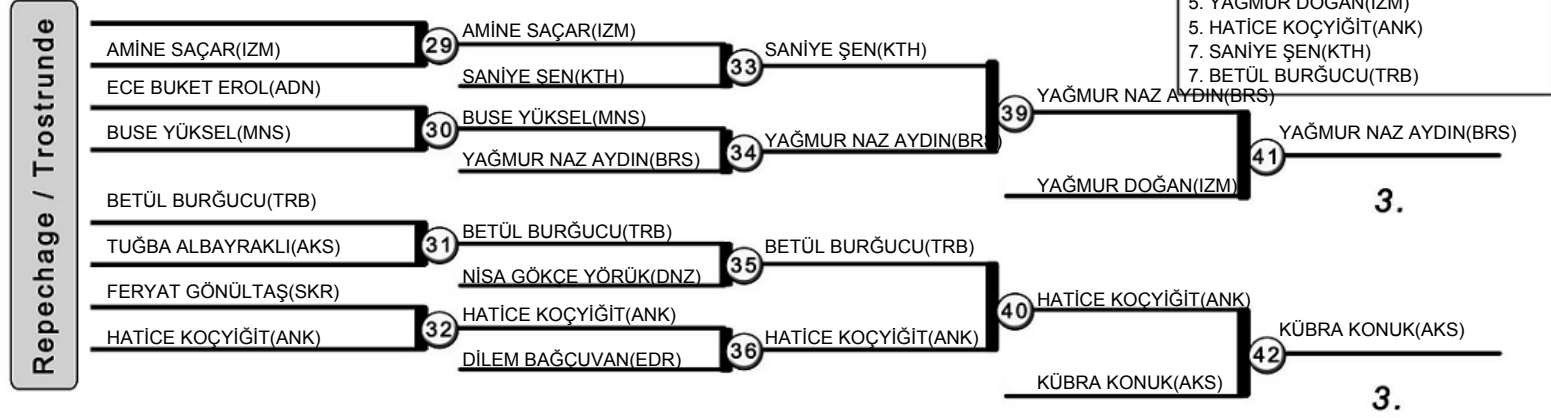 Repechage / Trostrunde
5. YAĞMUR DOĞAN(IZM)
5. HATİCE KOÇYİĞİT(ANK)
7. SANİYE ŞEN(KTH)
7. BETÜL BURĞUCU(TRB)
AMİNE SAÇAR(IZM)
ECE BUKET EROL(ADN)
BUSE YÜKSEL(MNS)
BETÜL BURĞUCU(TRB)
TUĞBA ALBAYRAKLI(AKS)
FERYAT GÖNÜLTAŞ(SKR)
HATİCE KOÇYİĞİT(ANK)
29
30
31
32
AMİNE SAÇAR(IZM)
SANİYE ŞEN(KTH)
BUSE YÜKSEL(MNS)
YAĞMUR NAZ AYDIN(BRS)
BETÜL BURĞUCU(TRB)
NİSA GÖKÇE YÖRÜK(DNZ)
HATİCE KOÇYİĞİT(ANK)
DİLEM BAĞÇUVAN(EDR)
33
34
35
36
SANİYE ŞEN(KTH)
YAĞMUR NAZ AYDIN(BRS)
BETÜL BURĞUCU(TRB)
HATİCE KOÇYİĞİT(ANK)
39
40
YAĞMUR NAZ AYDIN(BRS)
YAĞMUR DOĞAN(IZM)
HATİCE KOÇYİĞİT(ANK)
KÜBRA KONUK(AKS)
41
42
YAĞMUR NAZ AYDIN(BRS)
3.
KÜBRA KONUK(AKS)
3.